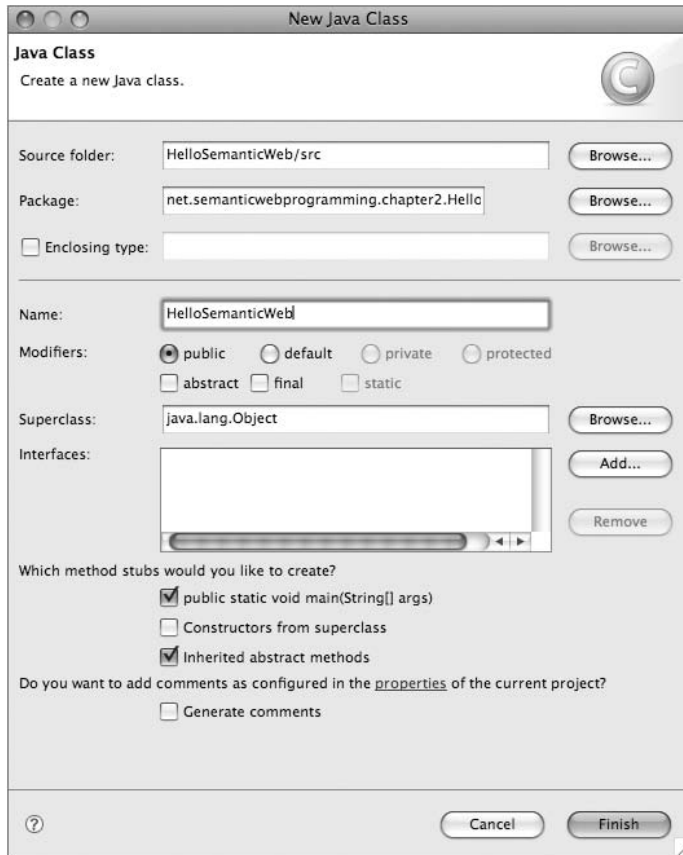 New Java Class
Java Class
Create a new Java class.
C
Source folder: HelloSemanticWeb/src Browse...
Package: net.semanticwebprogramming.chapter2.Hello Browse...
Enclosing type: Browse...
Name: HelloSemanticWeb
Modifiers: public default private protected
abstract final static
Superclass: java.lang.Object Browse...
Interfaces: Add...
Remove
Which method stubs would you like to create?
public static void main(String[] args)
Constructors from superclass
Inherited abstract methods
Do you want to add comments as configured in the properties of the current project?
Generate comments
? Cancel Finish